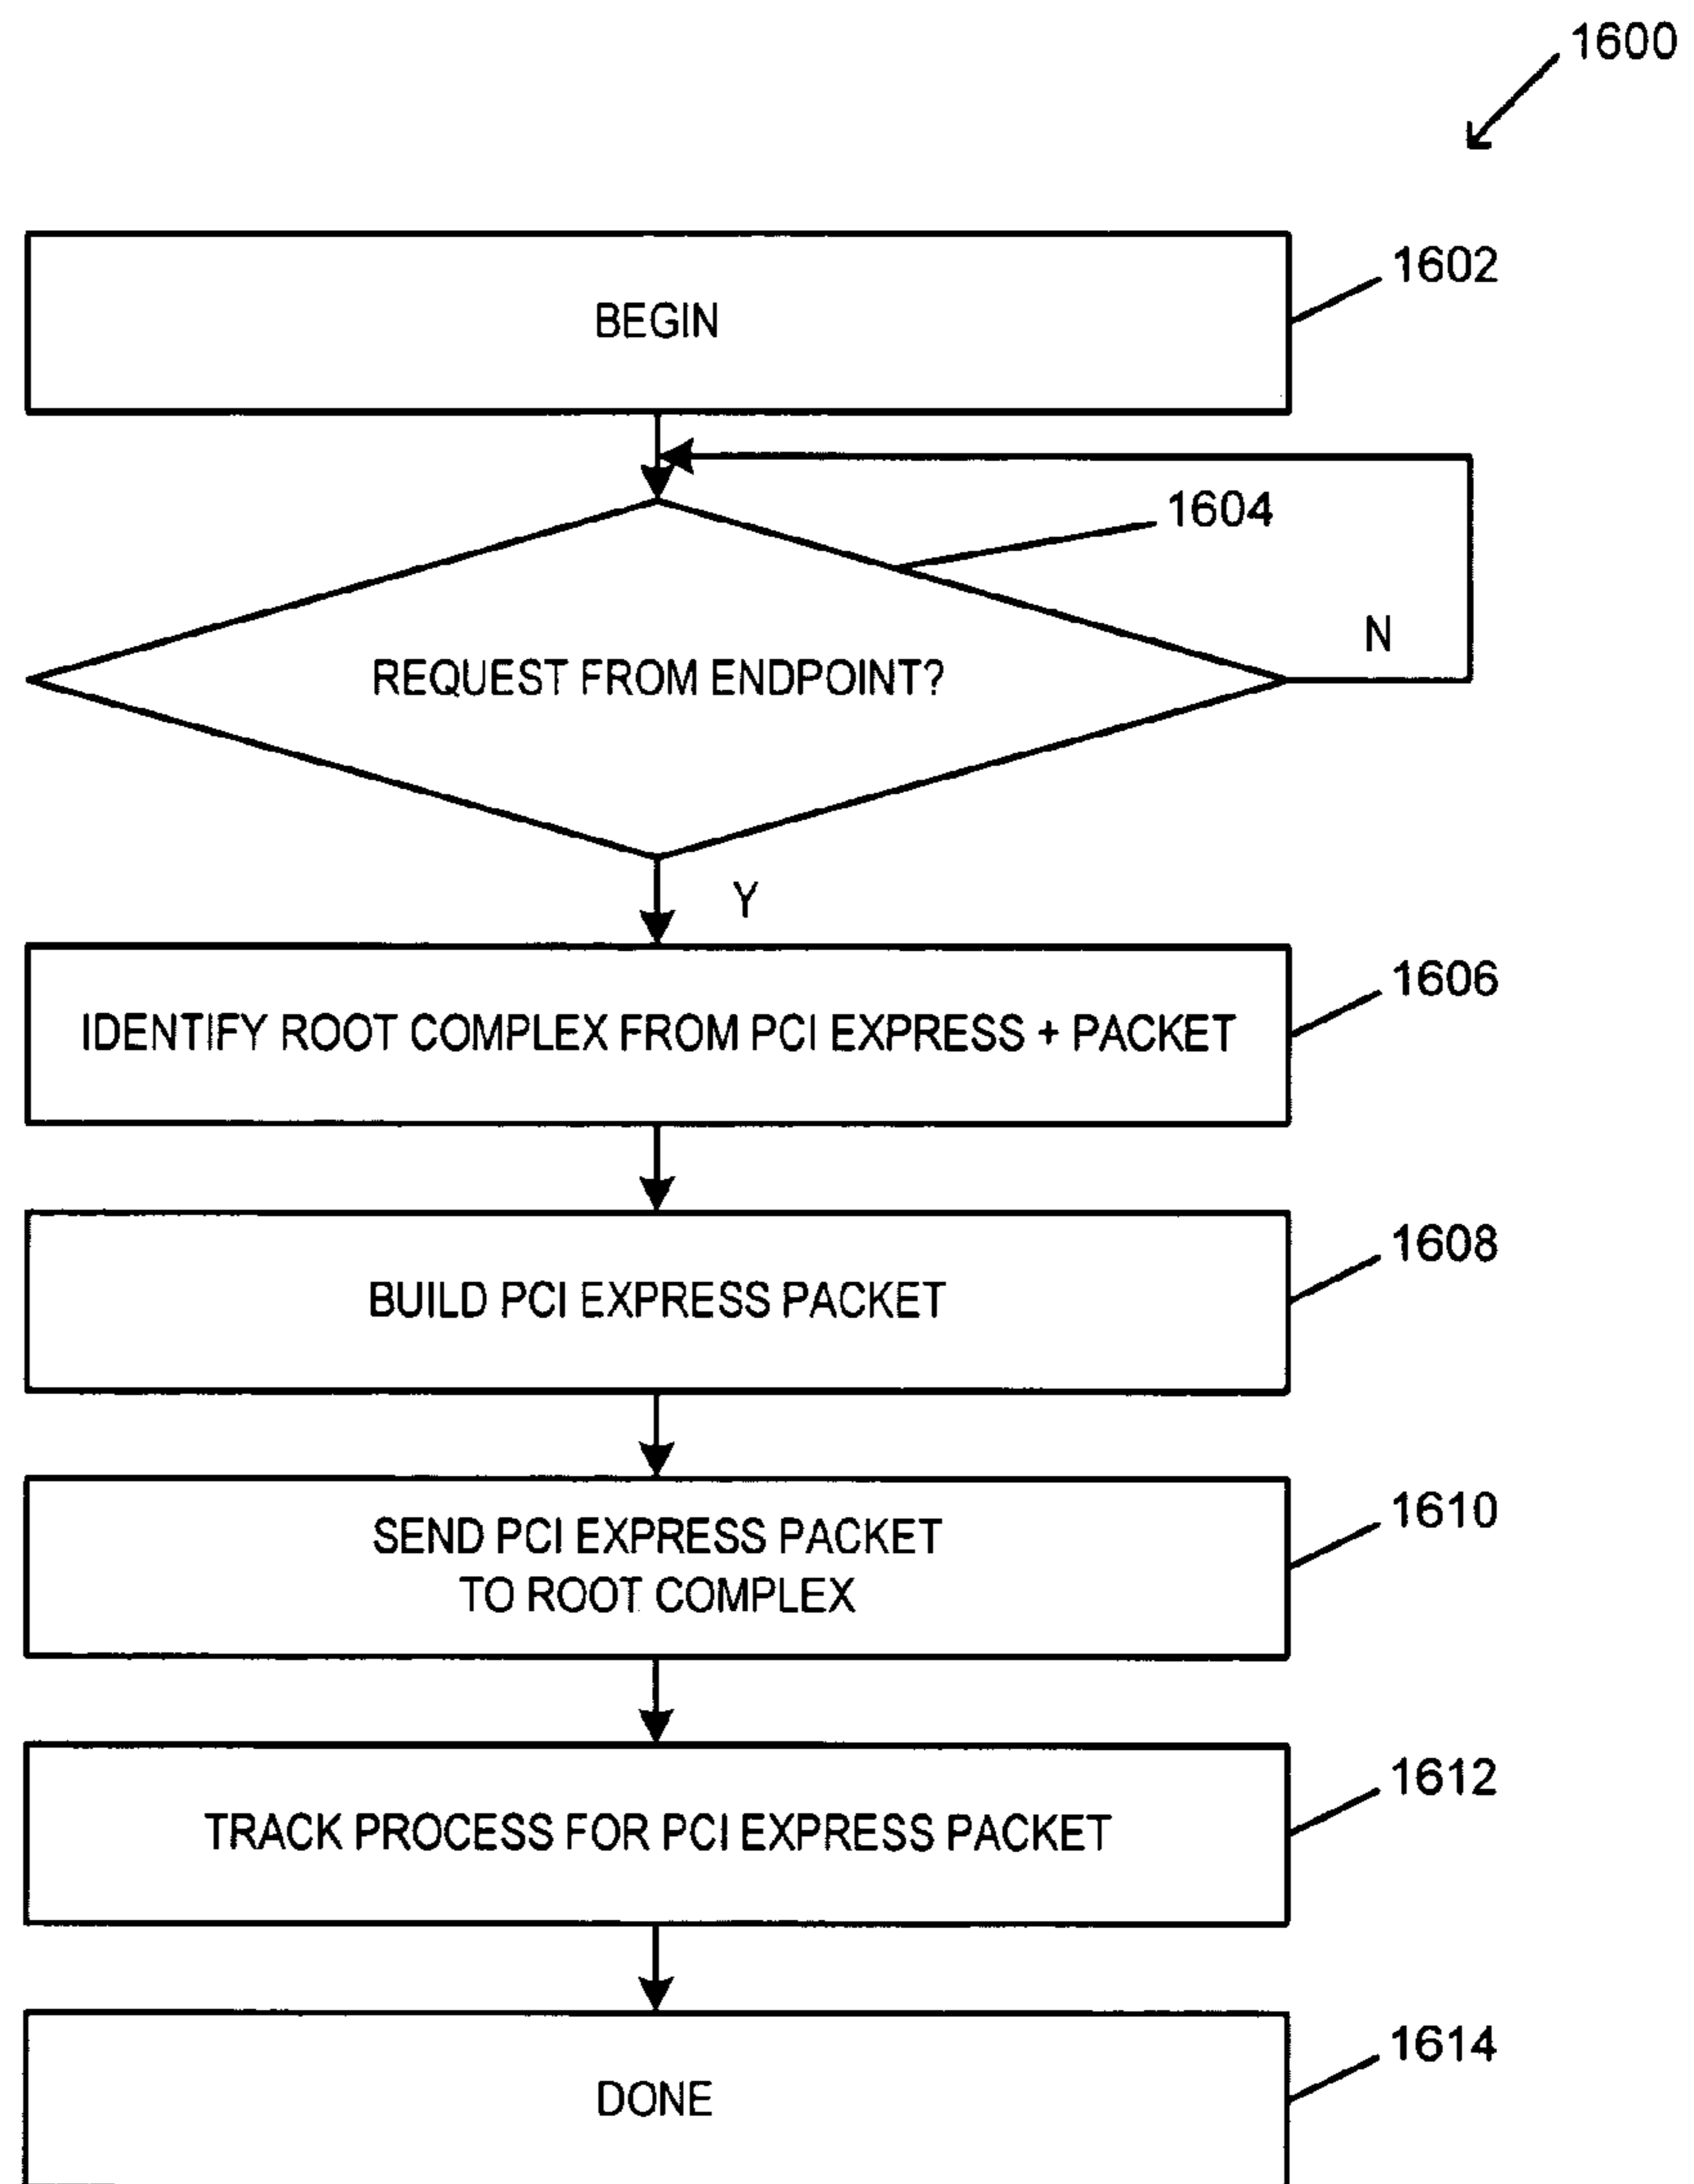 1600
BEGIN
1602
1604
REQUEST FROM ENDPOINT?
N
Y
IDENTIFY ROOT COMPLEX FROM PCI EXPRESS + PACKET
1606
BUILD PCI EXPRESS PACKET
1608
SEND PCI EXPRESS PACKET
TO ROOT COMPLEX
1610
TRACK PROCESS FOR PCI EXPRESS PACKET
1612
DONE
1614